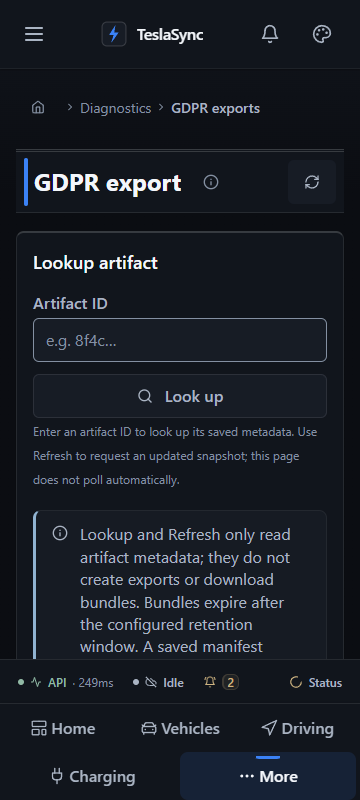 TeslaSync
Diagnostics GDPR exports
GDPR export
Lookup artifact
Artifact ID
e.g. 8f4c...
Look up
Enter an artifact ID to look up its saved metadata. Use
Refresh to request an updated snapshot; this page
does not poll automatically.
Lookup and Refresh only read
artifact metadata; they do not
create exports or download
bundles. Bundles expire after
the configured retention
window. A saved manifest
API · 249ms Idle 2 Status
Home Vehicles Driving
Charging More